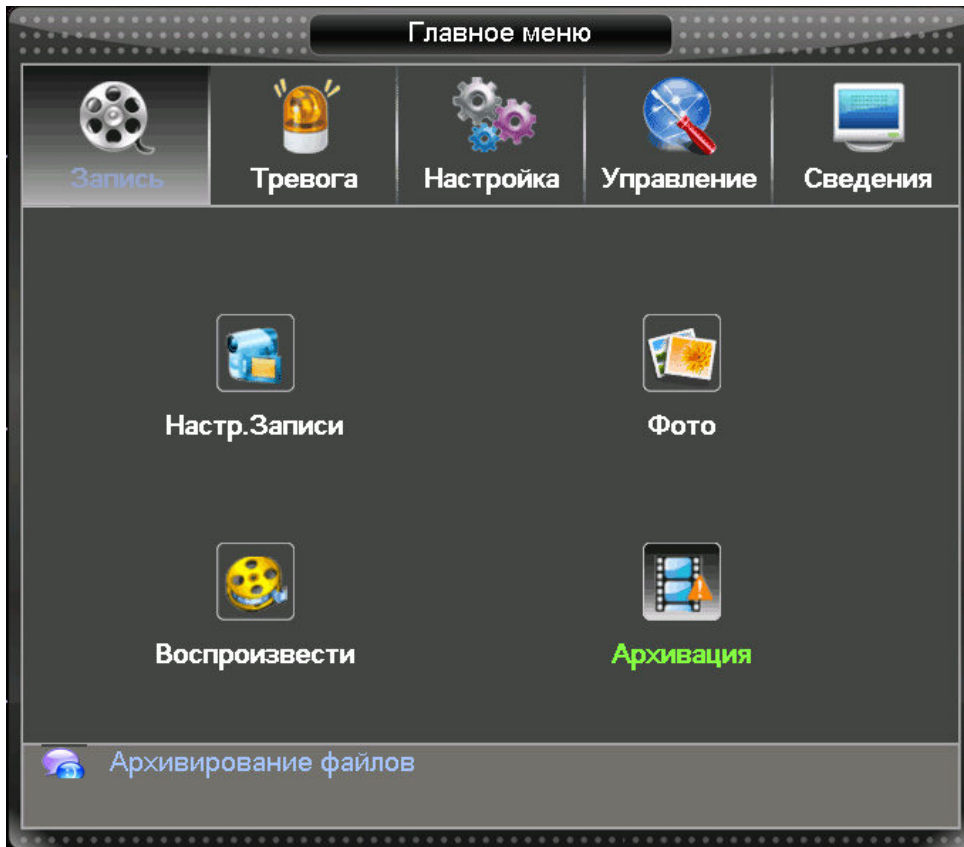 Главное меню
Запись Тревога Настройка Управление Сведения
Настр.Записи Фото
Воспроизвести Архивация
Архивирование файлов